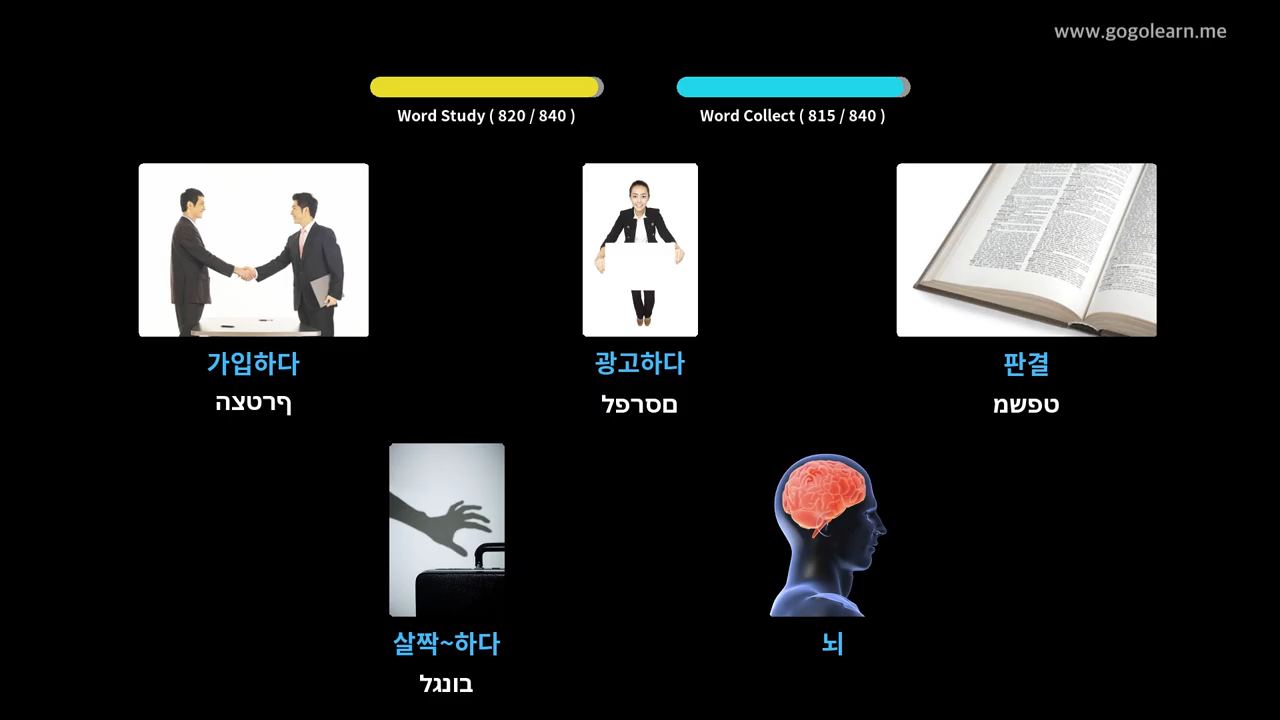 www.gogolearn.me
Word Study ( 820 / 840 )
Word Collect ( 815 / 840 )
가입하다
ףרטצה
광고하다
םסרפל
판결
טפשמ
살짝~하다
בונגל
뇌